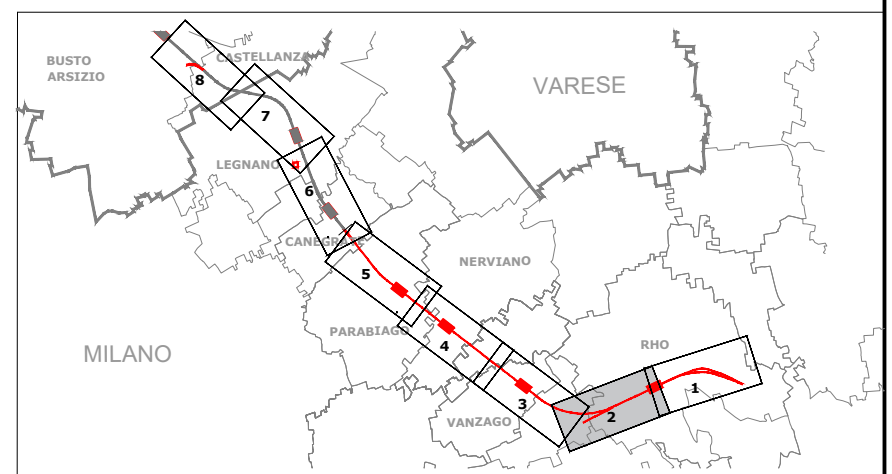 BUSTO
ARSIZIO
CASTELLANZA
8
VARESE
7
LEGNANO
6
CANEGRATE
NERVIANO
5
PARABIAGO
4
MILANO
RHO
3
VANZAGO
2
1